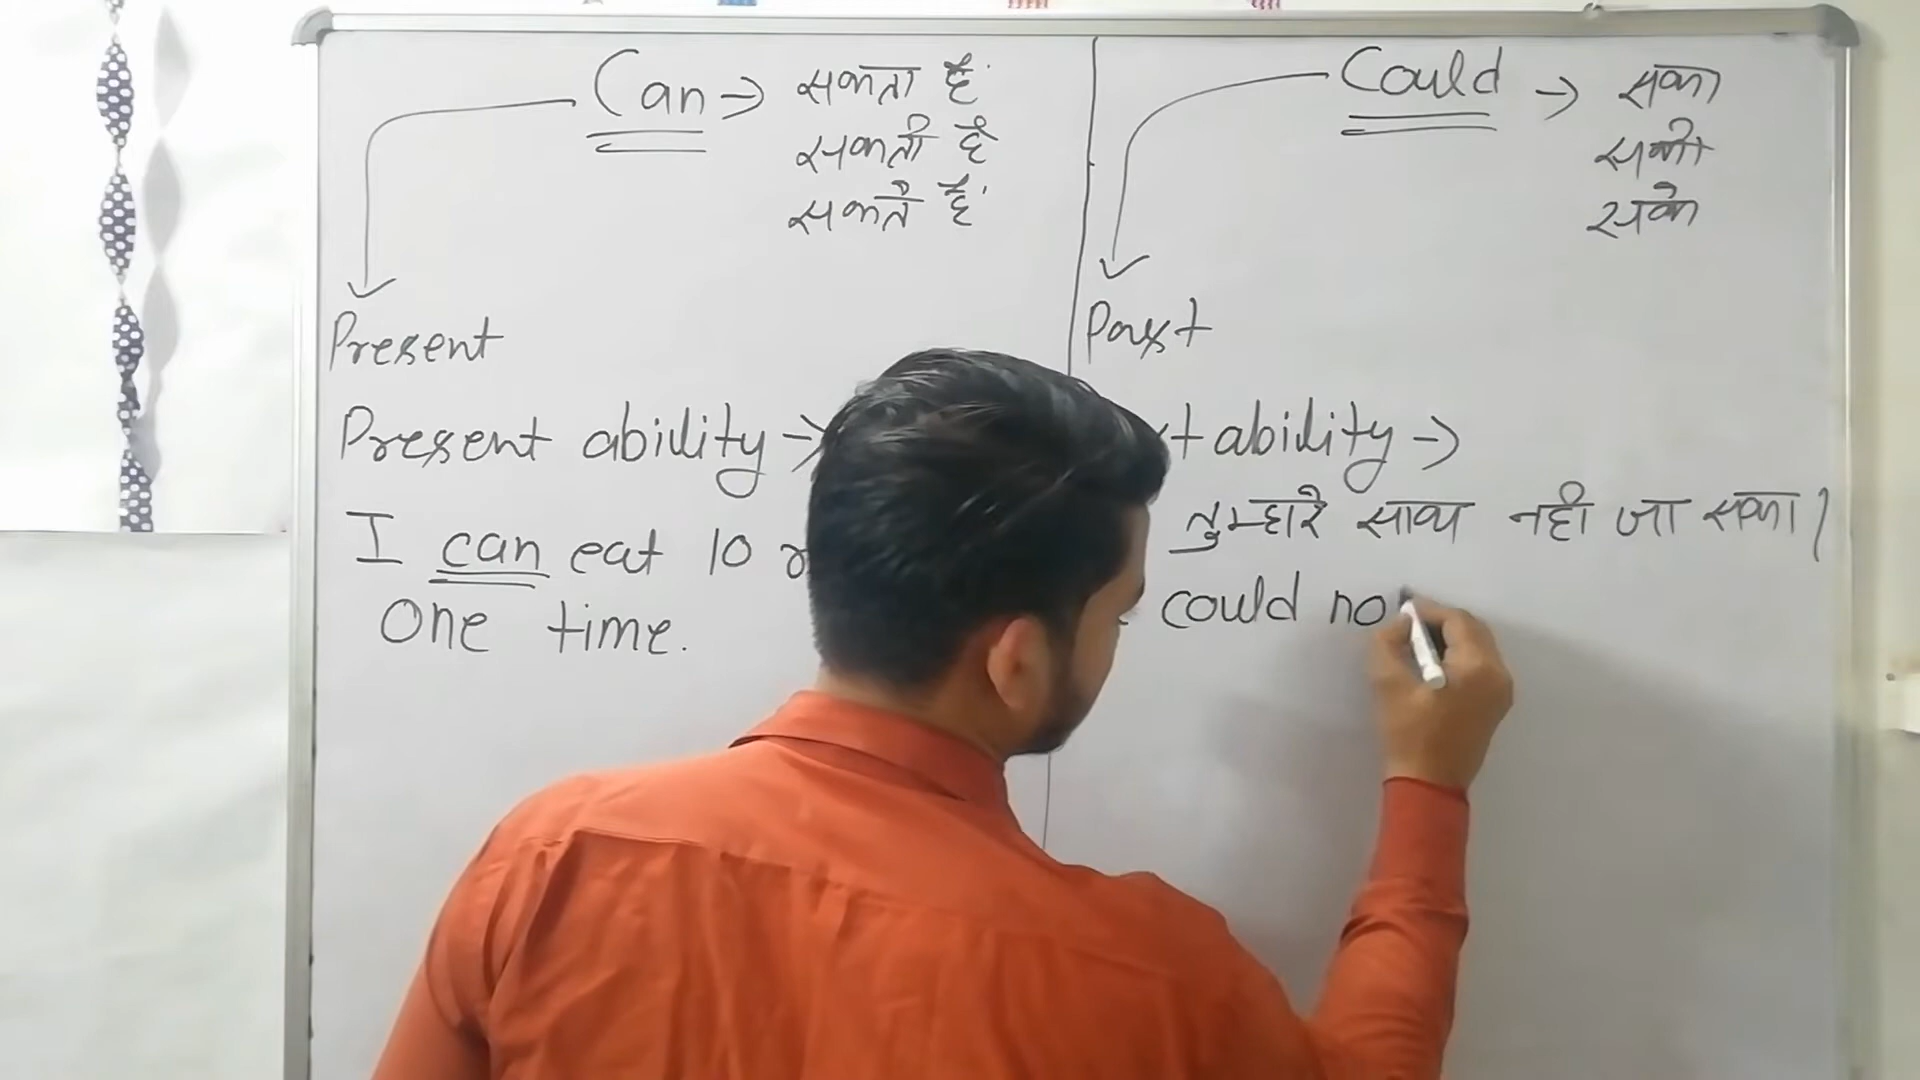 Can → सकता है
सकती है
सकते हैं
Present
Present ability →
I can eat 10
one time.
Could → सका
सकी
सके
Past
ability →
तुम्हारे साथ नही जा सका।
could no